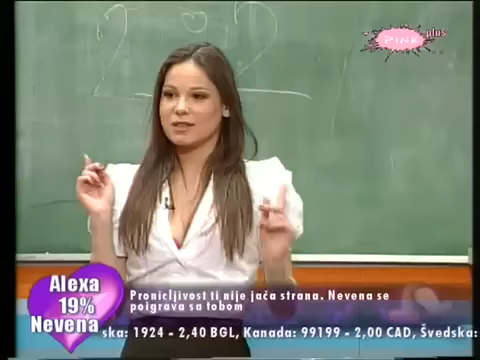 PINK plus
Alexa
19%
Nevena
Pronicljivost ti nije jača strana. Nevena se
poigrava sa tobom
ska: 1924 - 2,40 BGL, Kanada: 99199 - 2,00 CAD, Švedska: